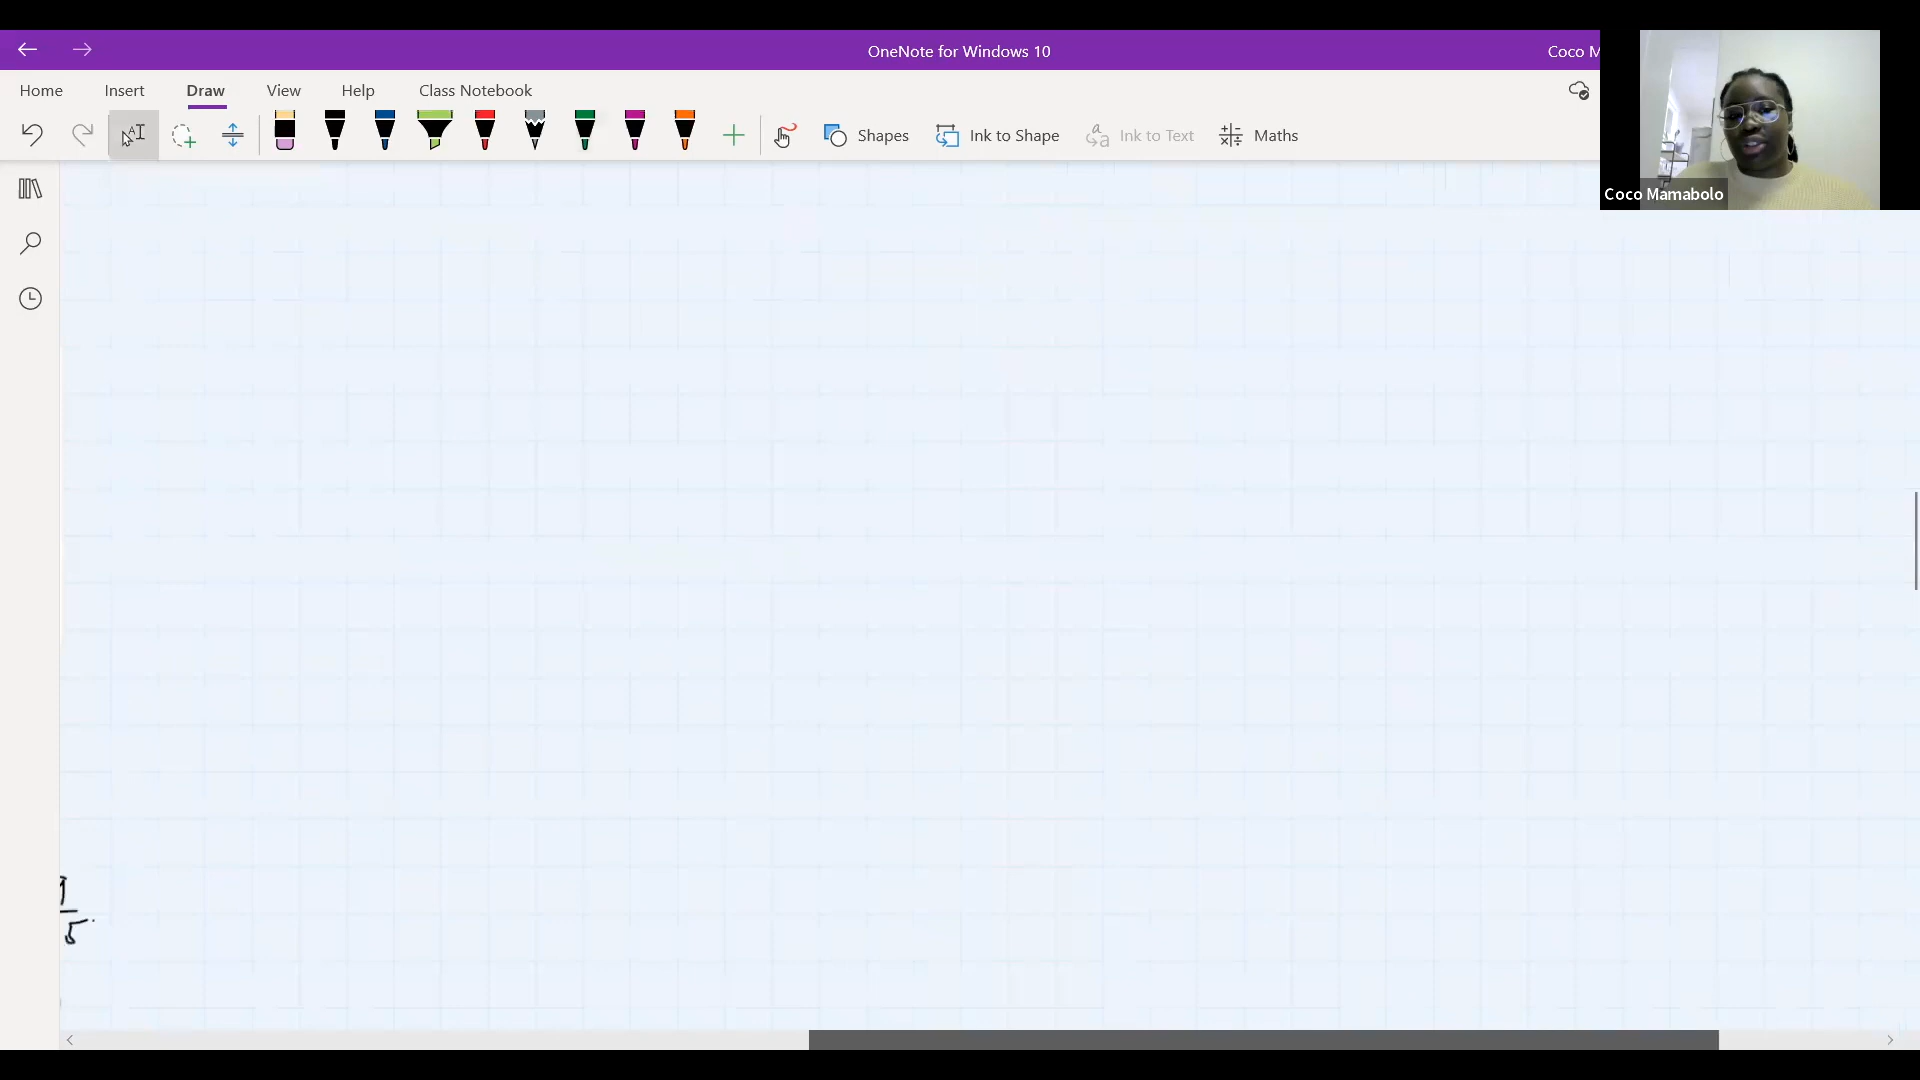 OneNote for Windows 10
Coco M
Home Insert Draw View Help Class Notebook
Shapes Ink to Shape Ink to Text Maths
Coco Mamabolo
5